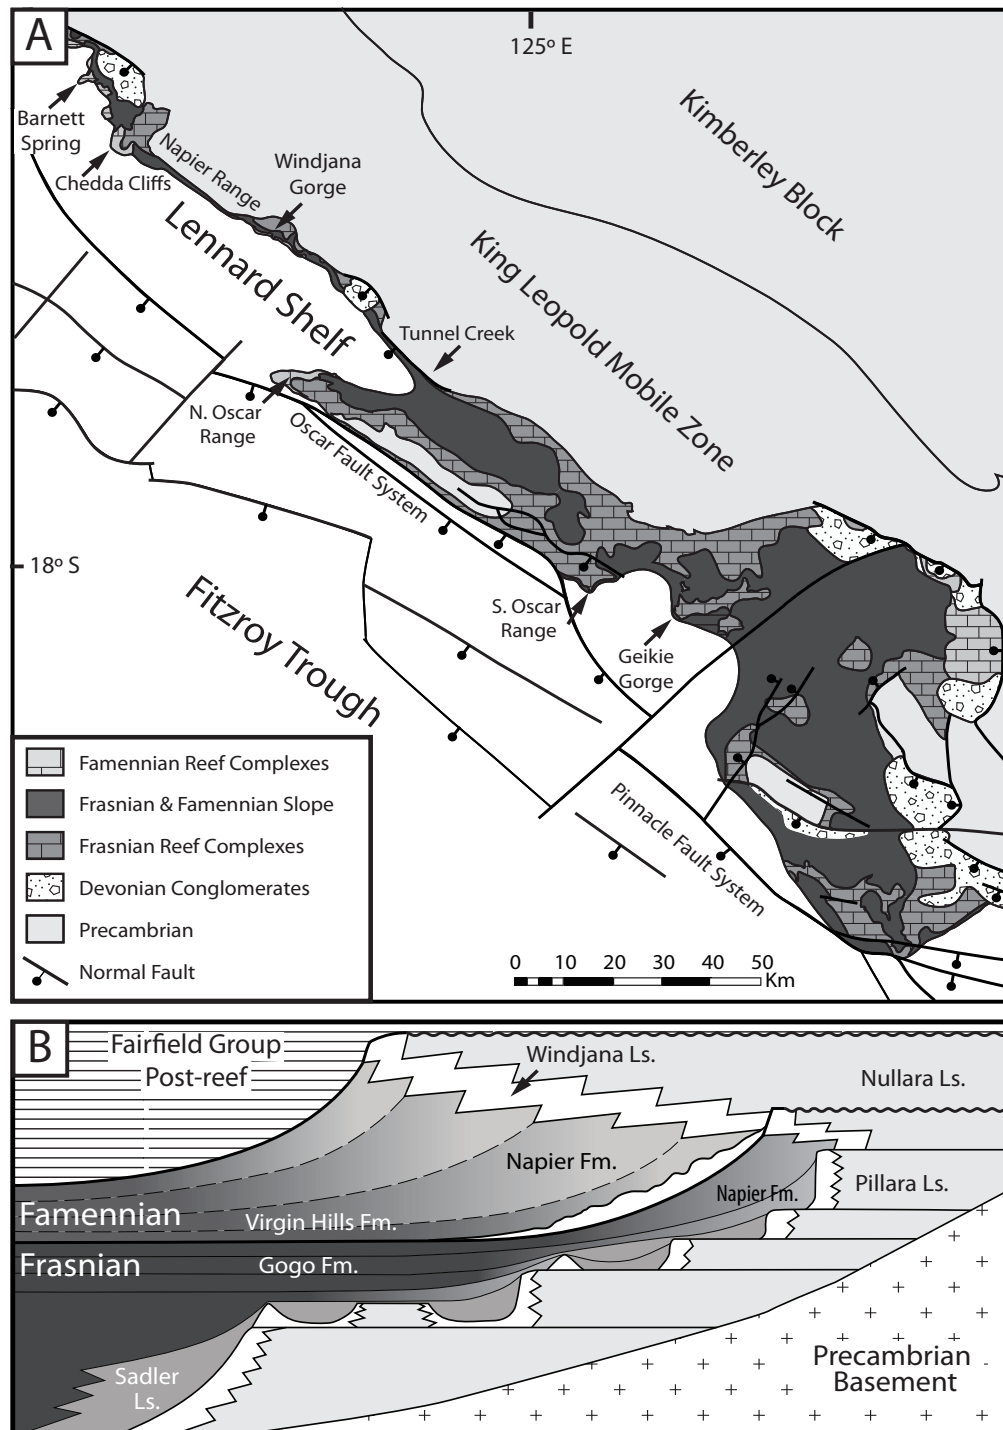 A
125º E
Kimberley Block
Barnett
Spring
Chedda Cliffs
Napier Range
Windjana
Gorge
Lennard Shelf
King Leopold Mobile Zone
Tunnel Creek
N. Oscar
Range
Oscar Fault System
18º S
Fitzroy Trough
S. Oscar
Range
Geikie
Gorge
Pinnacle Fault System
Famennian Reef Complexes
Frasnian & Famennian Slope
Frasnian Reef Complexes
Devonian Conglomerates
Precambrian
Normal Fault
0 10 20 30 40 50
Km
B
Fairfield Group
Post-reef
Windjana Ls.
Nullara Ls.
Napier Fm.
Napier Fm.
Pillara Ls.
Famennian
Virgin Hills Fm.
Frasnian
Gogo Fm.
Sadler
Ls.
Precambrian
Basement